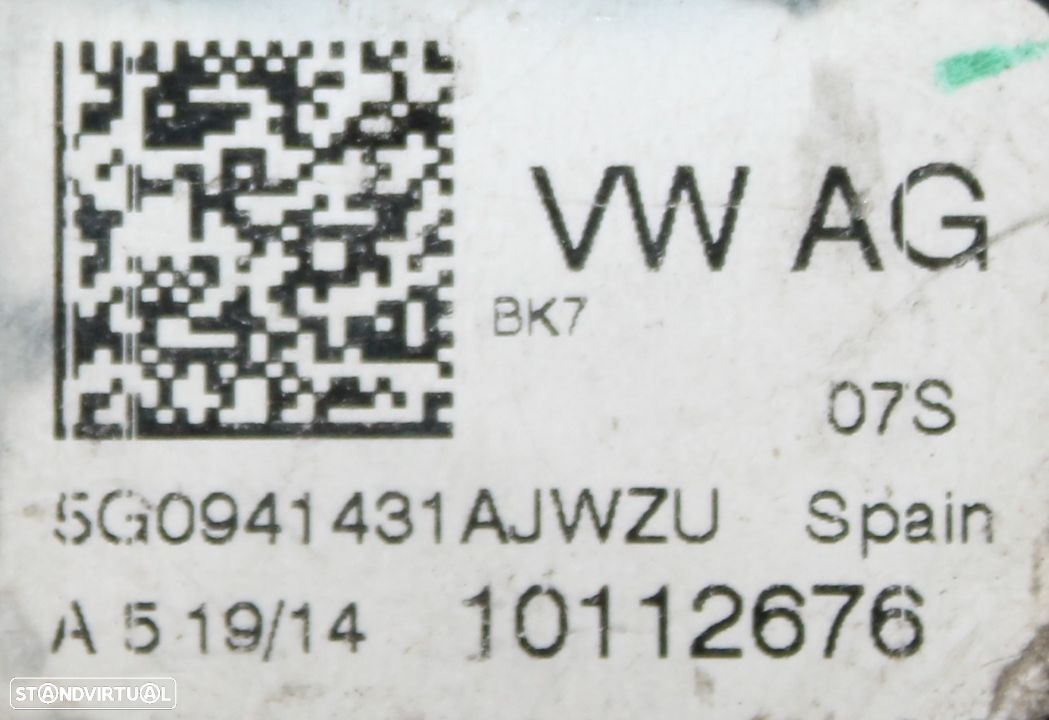 VW AG
BK7
07S
5G0941431AJWZU Spain
A 5 19/14 10112676
STANDVIRTUAL